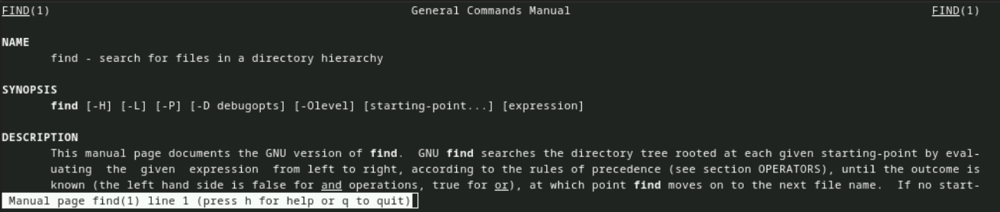 FIND(1)                    General Commands Manual                    FIND(1)
NAME
find - search for files in a directory hierarchy
SYNOPSIS
find [-H] [-L] [-P] [-D debugopts] [-Olevel] [starting-point...] [expression]
DESCRIPTION
This manual page documents the GNU version of find.  GNU find searches the directory tree rooted at each given starting-point by eval-
uating  the  given  expression  from left to right, according to the rules of precedence (see section OPERATORS), until the outcome is
known (the left hand side is false for and operations, true for or), at which point find moves on to the next file name.  If no start-
Manual page find(1) line 1 (press h for help or q to quit)